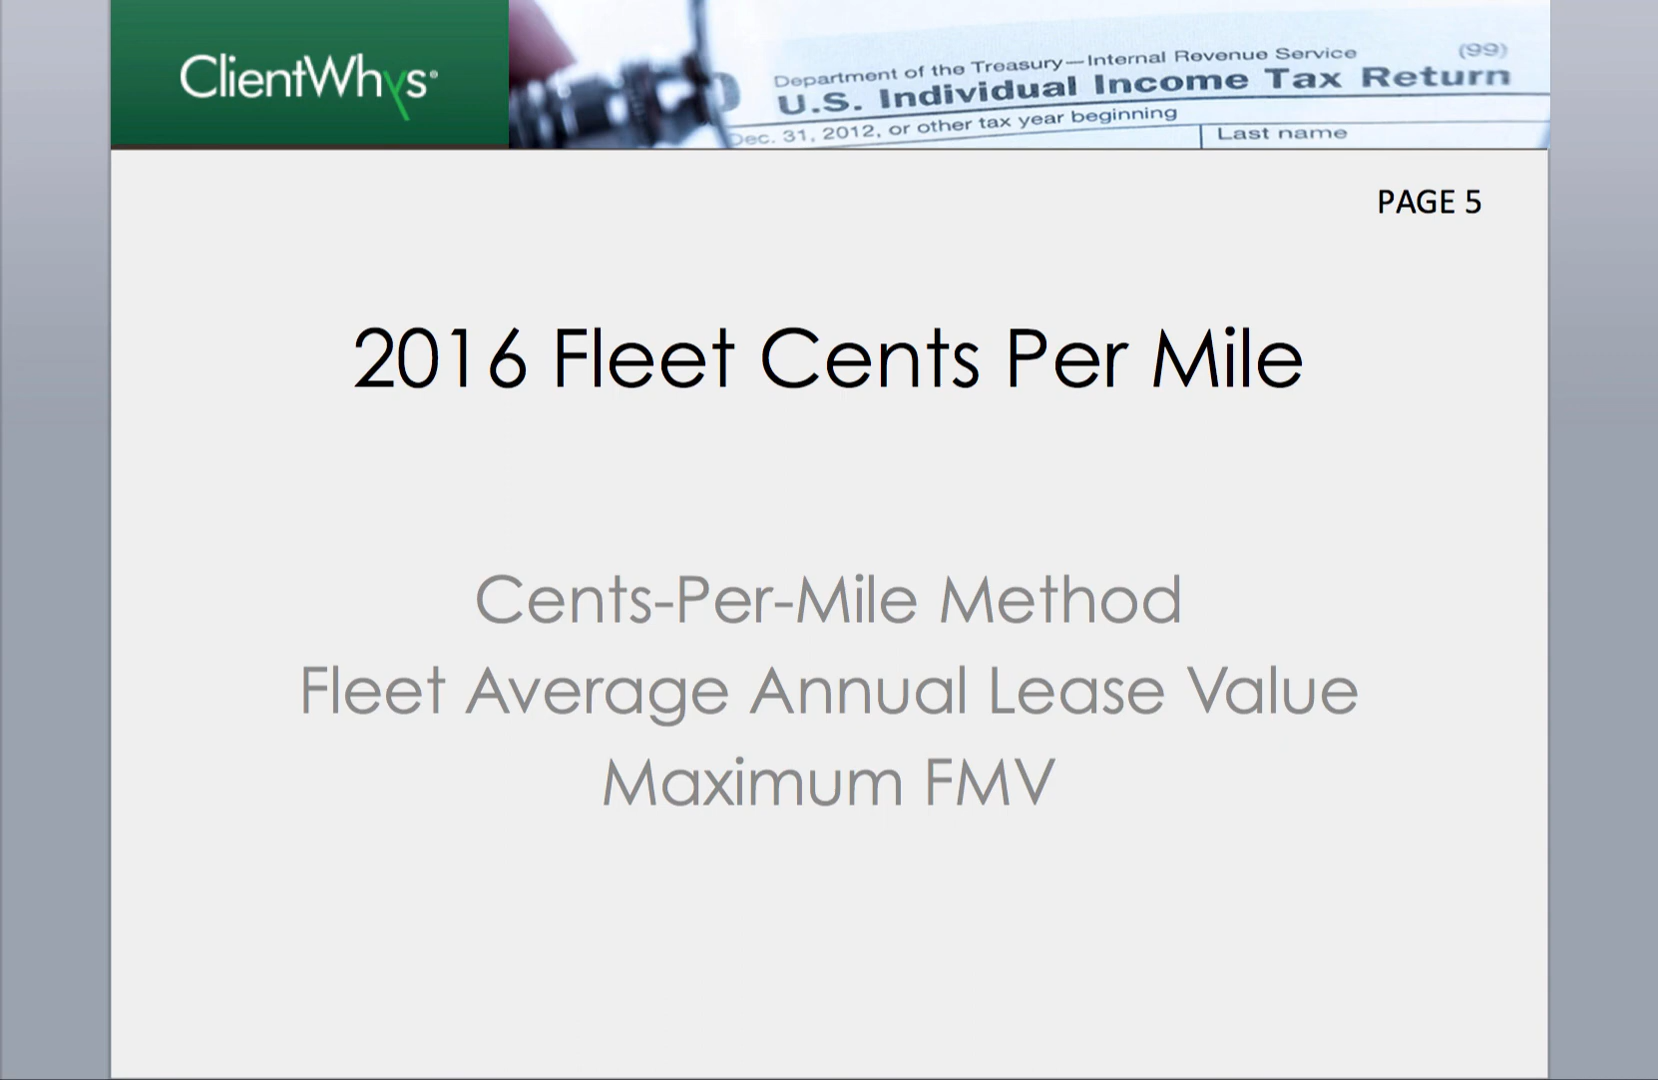 ClientWhys®
Department of the Treasury—Internal Revenue Service (99)
U.S. Individual Income Tax Return
Dec. 31, 2012, or other tax year beginning
Last name
PAGE 5
2016 Fleet Cents Per Mile
Cents-Per-Mile Method
Fleet Average Annual Lease Value
Maximum FMV